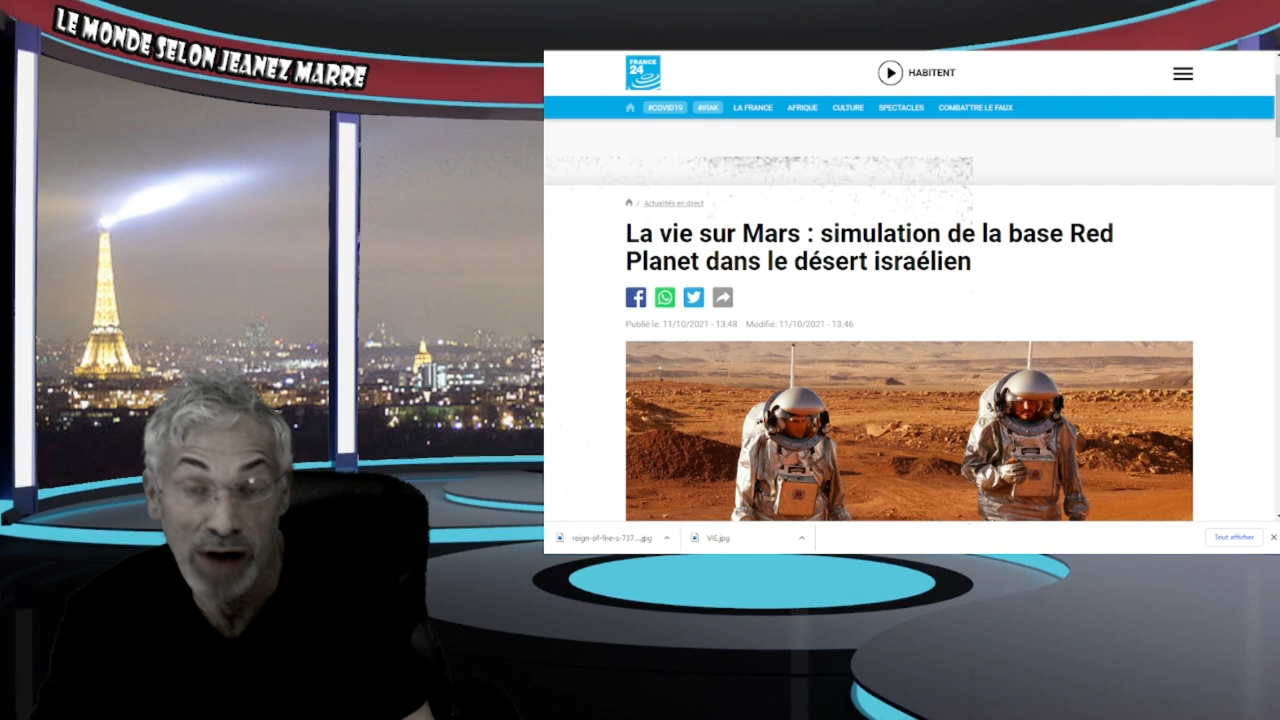 LE MONDE SELON JEANEZ MARRE
FRANCE
24
HABITENT
#COVID19 #IRAK LA FRANCE AFRIQUE CULTURE SPECTACLES COMBATTRE LE FAUX
/ Actualités en direct
La vie sur Mars : simulation de la base Red
Planet dans le désert israélien
Publié le: 11/10/2021 - 13:48 Modifié: 11/10/2021 - 13:46
reign-of-fire-s-737....jpg VIE.jpg Tout afficher